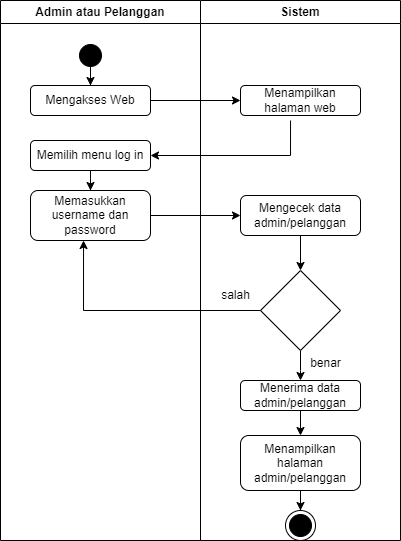 Admin atau Pelanggan
Sistem
Mengakses Web
Menampilkan
halaman web
Memilih menu log in
Memasukkan
username dan
password
Mengecek data
admin/pelanggan
salah
benar
Menerima data
admin/pelanggan
Menampilkan
halaman
admin/pelanggan